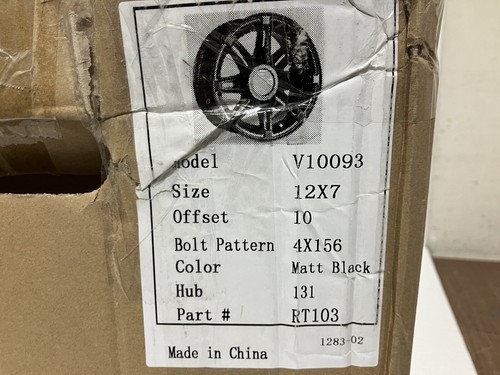 Model V10093
Size 12X7
Offset 10
Bolt Pattern 4X156
Color Matt Black
Hub 131
Part # RT103
1283-02
Made in China